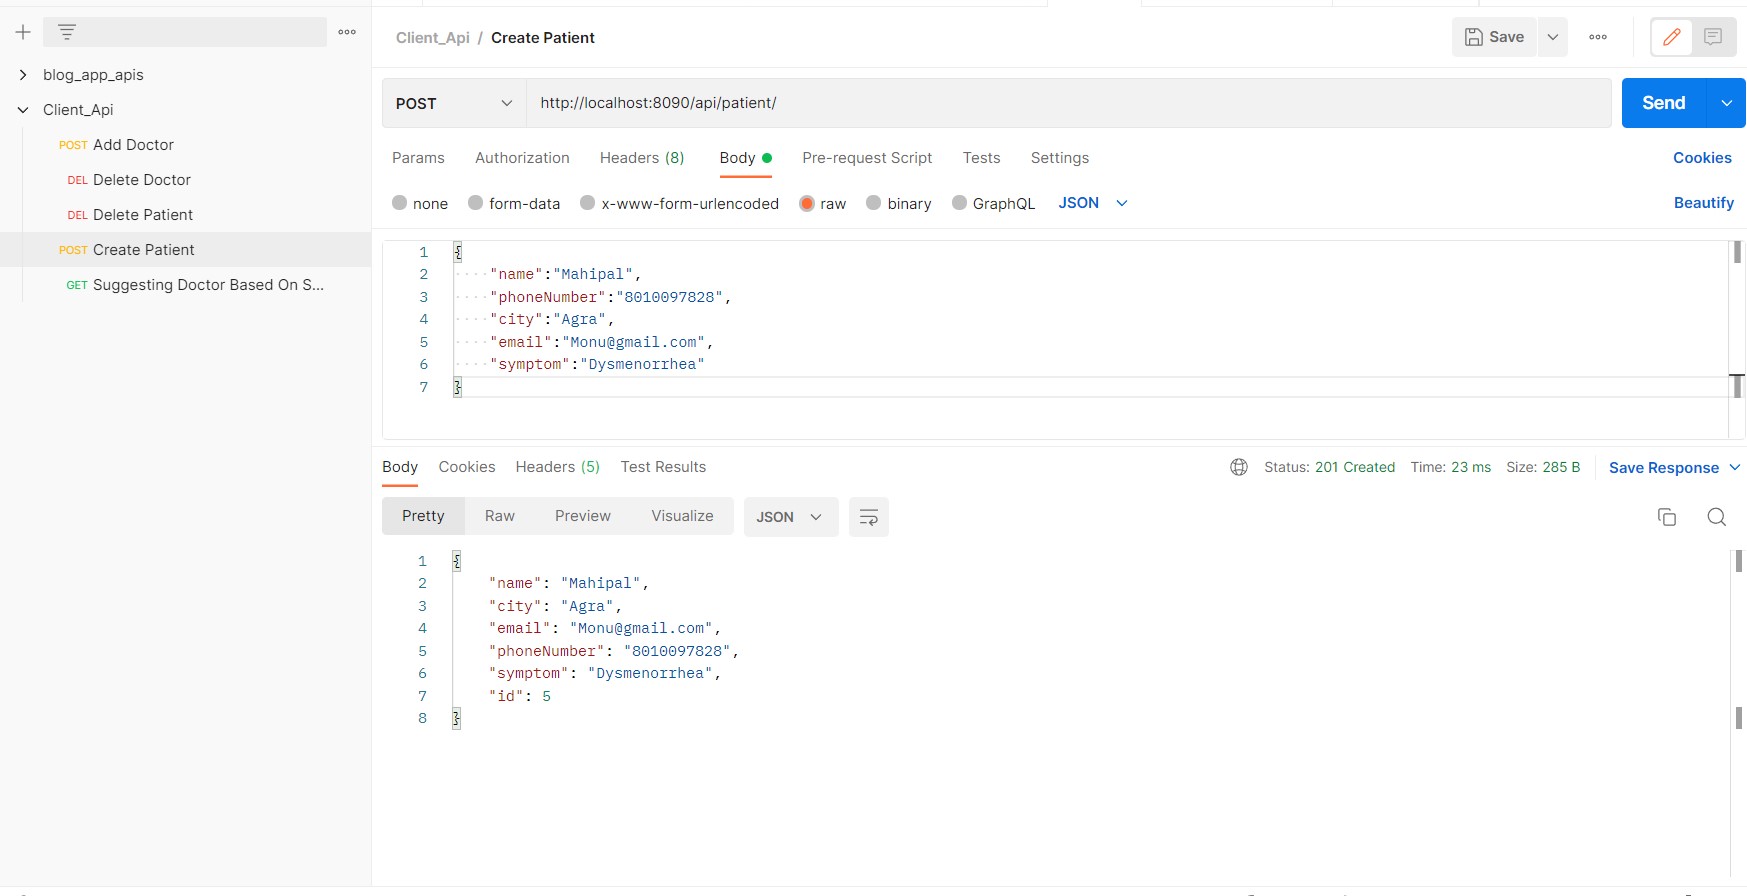 Client_Api / Create Patient
Save
blog_app_apis
Client_Api
POST Add Doctor
DEL Delete Doctor
DEL Delete Patient
POST Create Patient
GET Suggesting Doctor Based On S...
POST
http://localhost:8090/api/patient/
Send
Params Authorization Headers (8) Body Pre-request Script Tests Settings
Cookies
none form-data x-www-form-urlencoded raw binary GraphQL JSON
Beautify
1 {
2 "name":"Mahipal",
3 "phoneNumber":"8010097828",
4 "city":"Agra",
5 "email":"Monu@gmail.com",
6 "symptom":"Dysmenorrhea"
7 }
Body Cookies Headers (5) Test Results
Status: 201 Created Time: 23 ms Size: 285 B
Save Response
Pretty Raw Preview Visualize JSON
1 {
2 "name": "Mahipal",
3 "city": "Agra",
4 "email": "Monu@gmail.com",
5 "phoneNumber": "8010097828",
6 "symptom": "Dysmenorrhea",
7 "id": 5
8 }